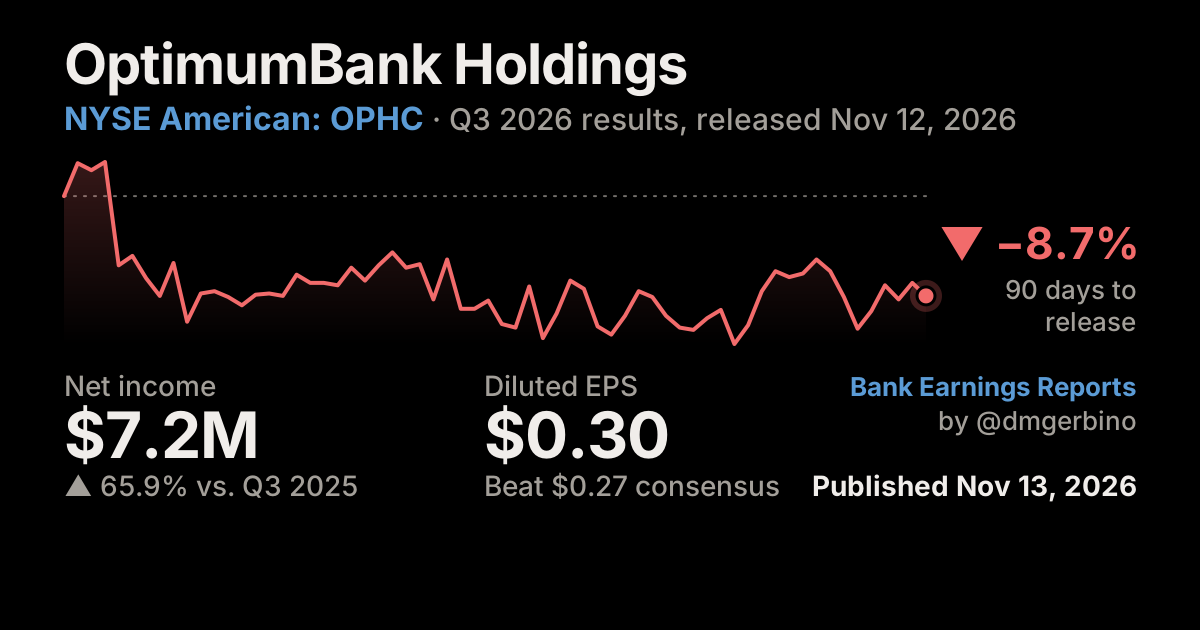 OptimumBank Holdings
NYSE American: OPHC · Q3 2026 results, released Nov 12, 2026
▼ −8.7%
90 days to
release
Net income
$7.2M
▲ 65.9% vs. Q3 2025
Diluted EPS
$0.30
Beat $0.27 consensus
Bank Earnings Reports
by @dmgerbino
Published Nov 13, 2026